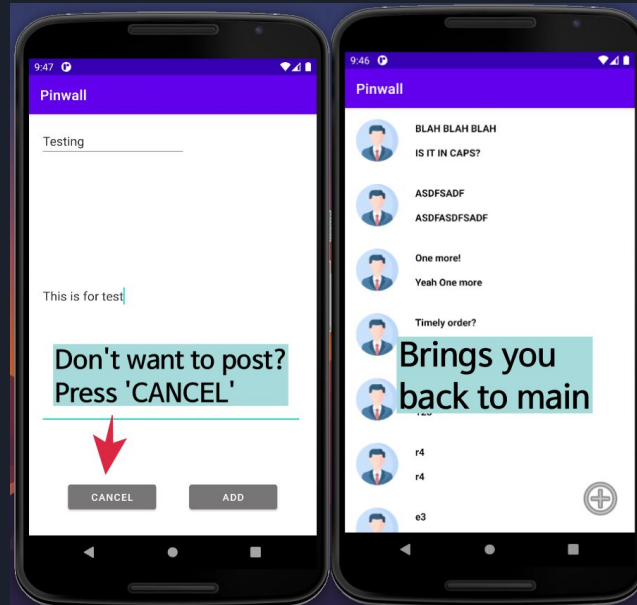 9:47
Pinwall
Testing
This is for test
Don't want to post?
Press 'CANCEL'
CANCEL
ADD
9:46
Pinwall
BLAH BLAH BLAH
IS IT IN CAPS?
ASDFSADF
ASDFASDFSADF
One more!
Yeah One more
Timely order?
Brings you
back to main
r4
r4
e3